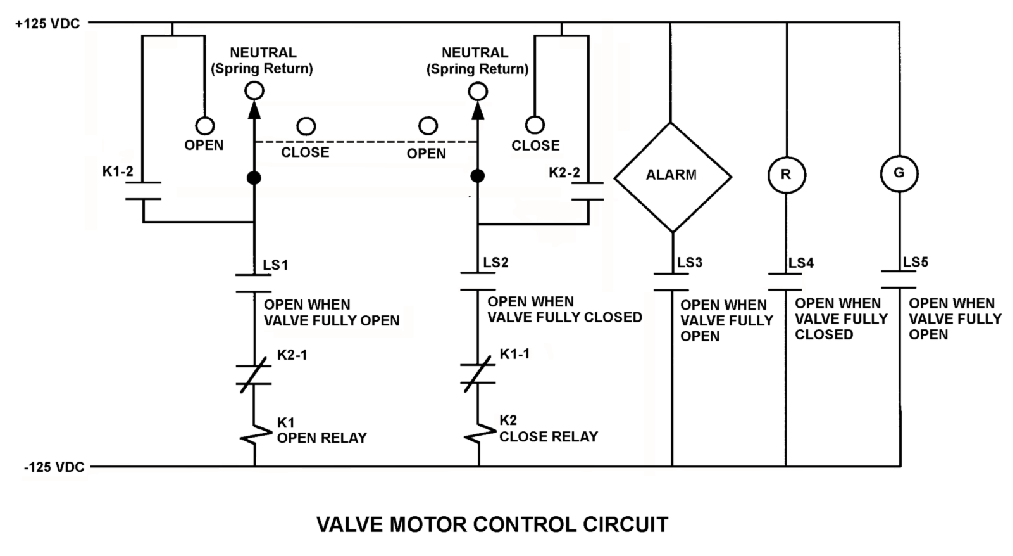 +125 VDC
NEUTRAL
(Spring Return)
NEUTRAL
(Spring Return)
OPEN
CLOSE
OPEN
CLOSE
K1-2
K2-2
ALARM
R
G
LS1
OPEN WHEN
VALVE FULLY OPEN
LS2
OPEN WHEN
VALVE FULLY CLOSED
LS3
OPEN WHEN
VALVE FULLY
OPEN
LS4
OPEN WHEN
VALVE FULLY
CLOSED
LS5
OPEN WHEN
VALVE FULLY
OPEN
K2-1
K1-1
K1
OPEN RELAY
K2
CLOSE RELAY
-125 VDC
VALVE MOTOR CONTROL CIRCUIT